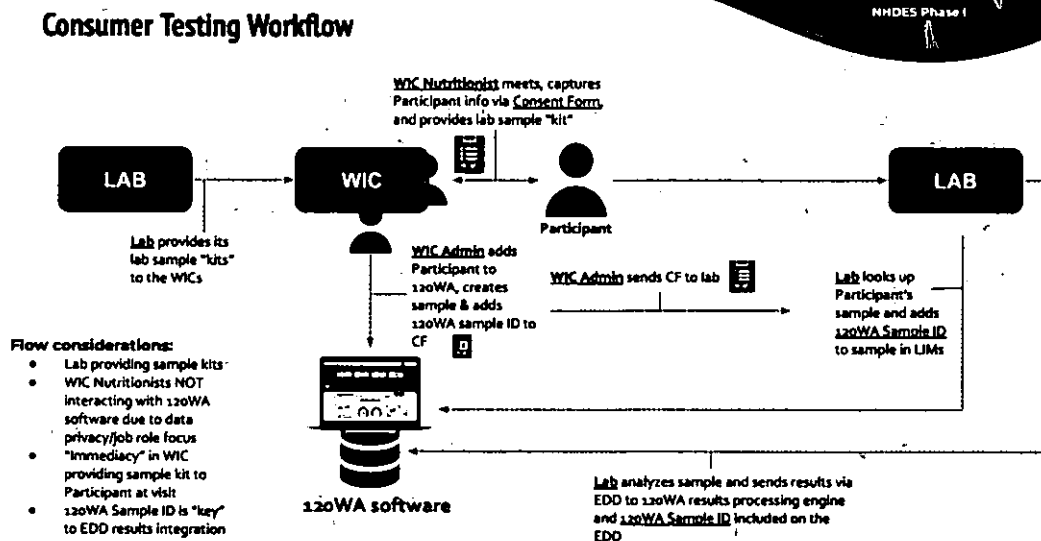 Consumer Testing Workflow
NHDES Phase I
WIC Nutritionist meets, captures
Participant info via Consent Form,
and provides lab sample "kit"
LAB
WIC
Participant
LAB
Lab provides its
lab sample "kits"
to the WICs
WIC Admin adds
Participant to
120WA, creates
sample & adds
120WA sample ID to
CF
WIC Admin sends CF to lab
Lab looks up
Participant's
sample and adds
120WA Sample ID
to sample in LIMs
Flow considerations:
• Lab providing sample kits
• WIC Nutritionists NOT
interacting with 120WA
software due to data
privacy/job role focus
• "Immediacy" in WIC
providing sample kit to
Participant at visit
• 120WA Sample ID is "key"
to EDD results integration
120WA software
Lab analyzes sample and sends results via
EDD to 120WA results processing engine
and 120WA Sample ID included on the
EDD